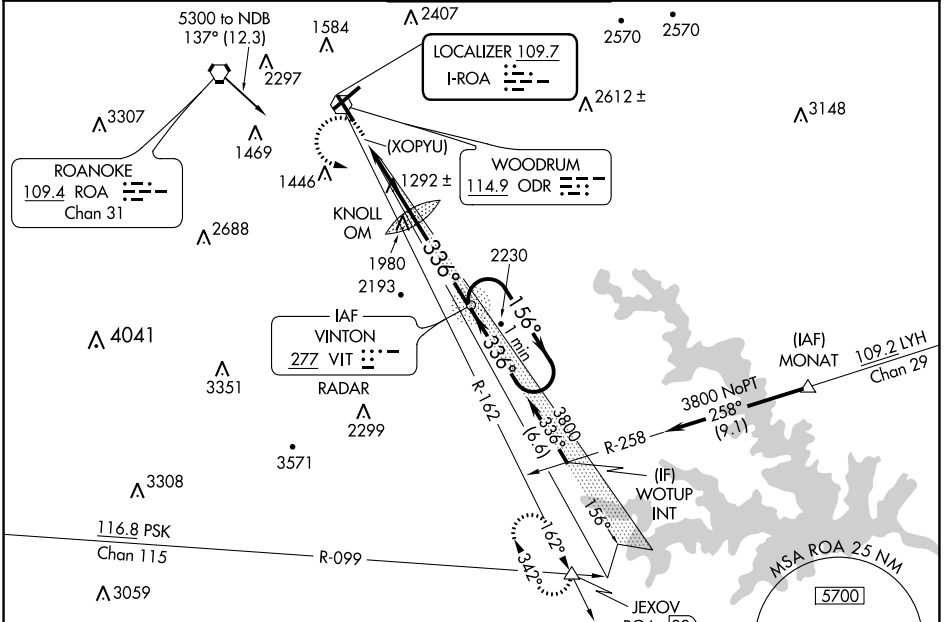 5300 to NDB
137° (12.3)
1584
2407
2570
2570
LOCALIZER 109.7
I-ROA
2297
2612 ±
3148
3307
1469
(XOPYU)
ROANOKE
109.4 ROA
Chan 31
1446
1292 ±
WOODRUM
114.9 ODR
KNOLL
OM
2688
1980
336°
2230
2193
IAF
VINTON
277 VIT
RADAR
156°
1 min
336°
4041
(IAF)
MONAT
109.2 LYH
Chan 29
3351
R-162
3800 NoPT
258°
(9.1)
2299
3800
336°
(6.6)
R-258
3571
(IF)
WOTUP
INT
3308
156°
116.8 PSK
Chan 115
R-099
162°
342°
MSA ROA 25 NM
5700
3059
JEXOV